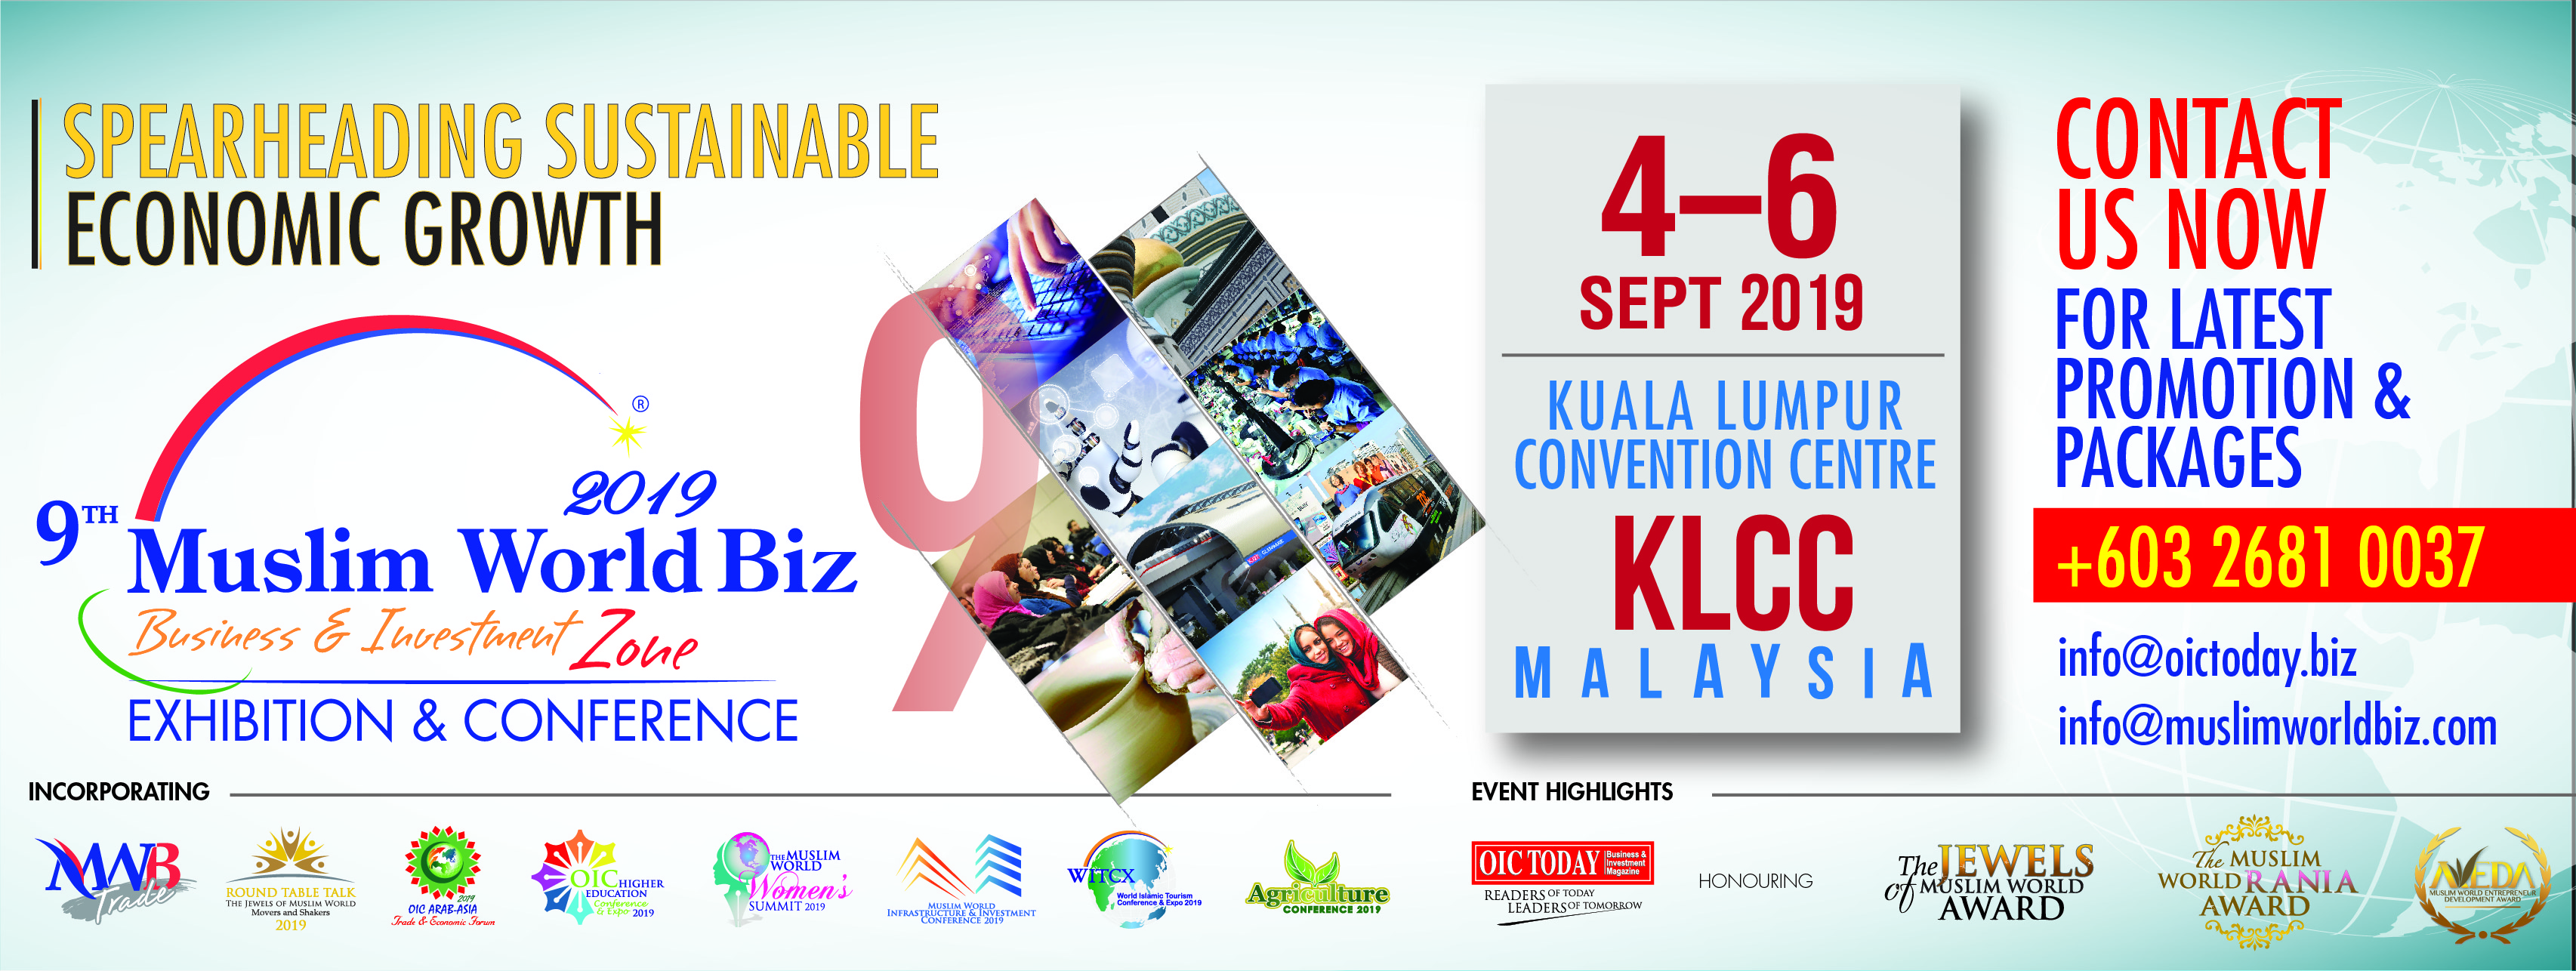 SPEARHEADING SUSTAINABLE
ECONOMIC GROWTH
®
2019
9TH Muslim World Biz
Business & Investment Zone
EXHIBITION & CONFERENCE
9
4–6
SEPT 2019
KUALA LUMPUR
CONVENTION CENTRE
KLCC
MALAYSIA
CONTACT
US NOW
FOR LATEST
PROMOTION &
PACKAGES
+603 2681 0037
info@oictoday.biz
info@muslimworldbiz.com
INCORPORATING
MWB
Trade
ROUND TABLE TALK
THE JEWELS OF MUSLIM WORLD
Movers and Shakers
2019
2019
OIC ARAB-ASIA
Trade & Economic Forum
OIC HIGHER
EDUCATION
Conference
& Expo 2019
THE MUSLIM
WORLD
Women's
SUMMIT 2019
MUSLIM WORLD
INFRASTRUCTURE & INVESTMENT
CONFERENCE 2019
WITCX
World Islamic Tourism
Conference & Expo 2019
Agriculture
CONFERENCE 2019
EVENT HIGHLIGHTS
OIC TODAY
Business &
Investment
Magazine
READERS OF TODAY
LEADERS OF TOMORROW
HONOURING
The JEWELS
of MUSLIM WORLD
AWARD
The MUSLIM
WORLD RANIA
AWARD
MWEDA
MUSLIM WORLD ENTREPRENEUR
DEVELOPMENT AWARD